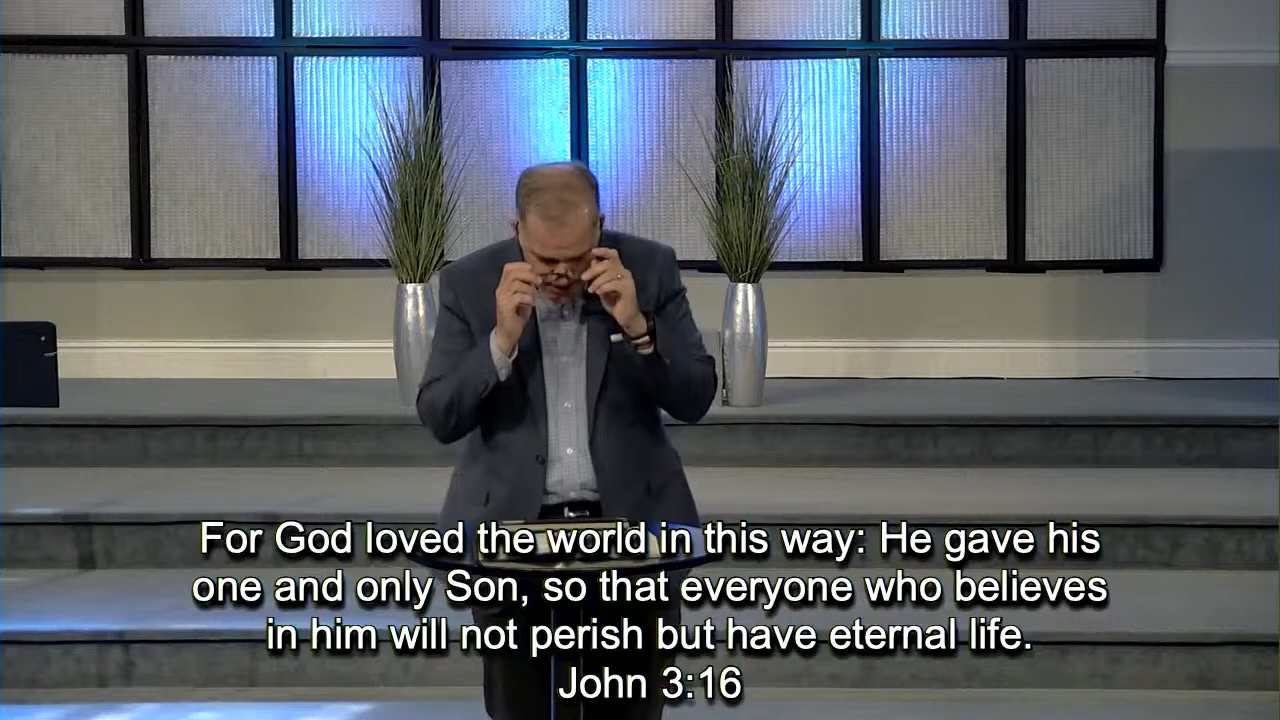 For God loved the world in this way: He gave his
one and only Son, so that everyone who believes
in him will not perish but have eternal life.
John 3:16